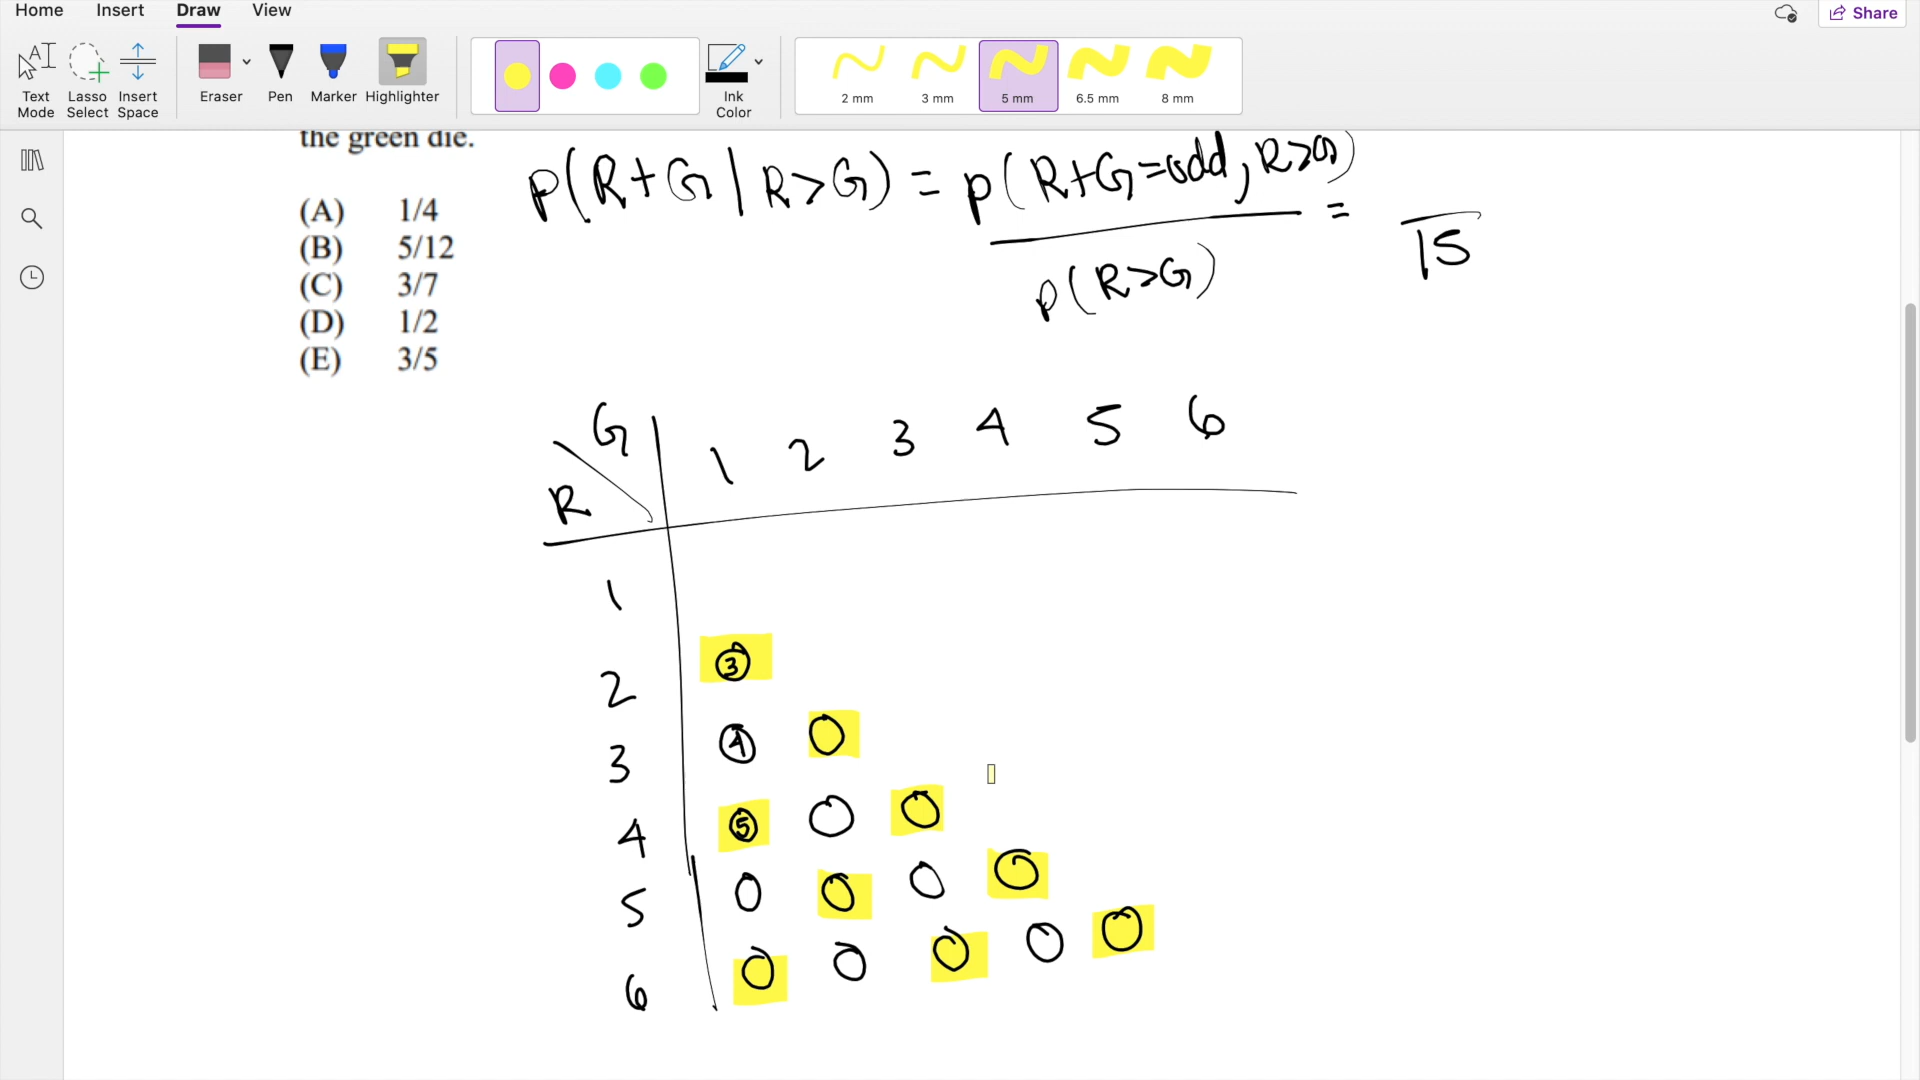 Home Insert Draw View
Share
Text Mode
Lasso Select
Insert Space
Eraser
Pen
Marker
Highlighter
Ink Color
2 mm
3 mm
5 mm
6.5 mm
8 mm
the green die.
P(R+G | R>G) = P(R+G=odd, R>G) =
P(R>G)
15
(A) 1/4
(B) 5/12
(C) 3/7
(D) 1/2
(E) 3/5
G 1 2 3 4 5 6
R
1
2 3
3 4 O
4 5 O O
5 O O O O
6 O O O O O